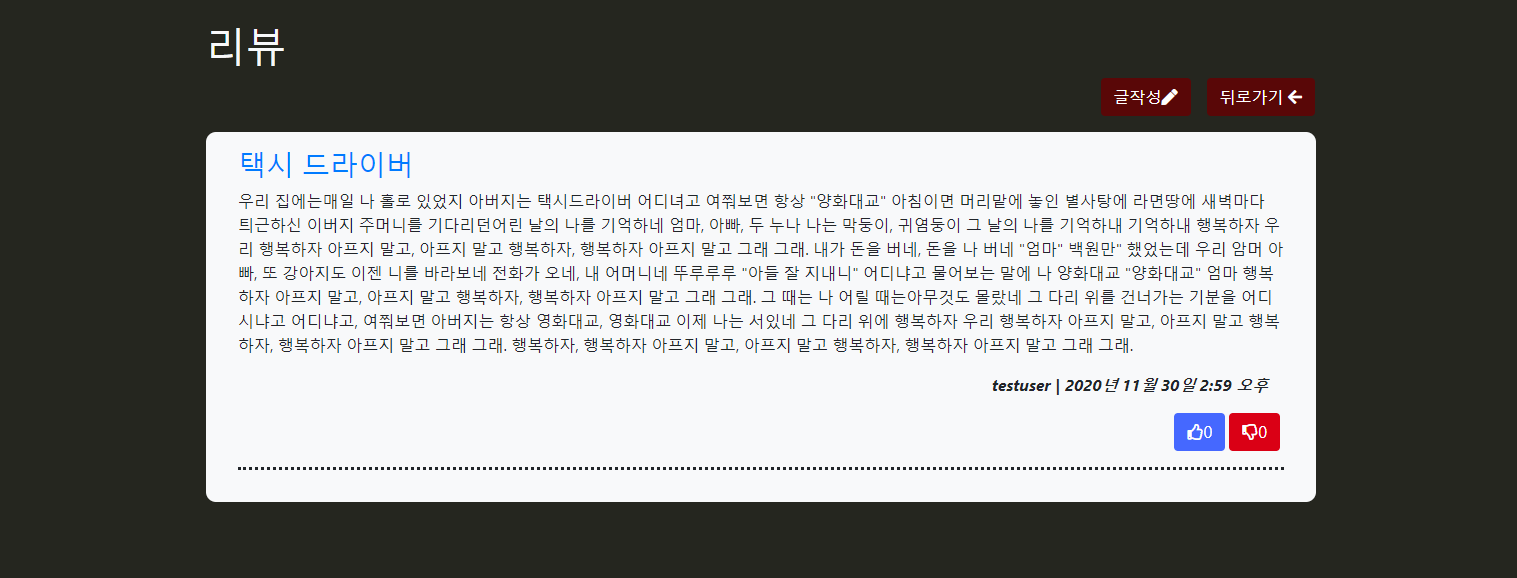 리뷰
글작성
뒤로가기
택시 드라이버
우리 집에는매일 나 홀로 있었지 아버지는 택시드라이버 어디녀고 여쭤보면 항상 "양화대교" 아침이면 머리맡에 놓인 별사탕에 라면땅에 새벽마다
퇴근하신 이버지 주머니를 기다리던어린 날의 나를 기억하네 엄마, 아빠, 두 누나 나는 막둥이, 귀염둥이 그 날의 나를 기억하내 기억하내 행복하자 우
리 행복하자 아프지 말고, 아프지 말고 행복하자, 행복하자 아프지 말고 그래 그래. 내가 돈을 버네, 돈을 나 버네 "엄마" 백원만" 했었는데 우리 암머 아
빠, 또 강아지도 이젠 니를 바라보네 전화가 오네, 내 어머니네 뚜루루루 "아들 잘 지내니" 어디냐고 물어보는 말에 나 양화대교 "양화대교" 엄마 행복
하자 아프지 말고, 아프지 말고 행복하자, 행복하자 아프지 말고 그래 그래. 그 때는 나 어릴 때는아무것도 몰랐네 그 다리 위를 건너가는 기분을 어디
시냐고 어디냐고, 여쭤보면 아버지는 항상 영화대교, 영화대교 이제 나는 서있네 그 다리 위에 행복하자 우리 행복하자 아프지 말고, 아프지 말고 행복
하자, 행복하자 아프지 말고 그래 그래. 행복하자, 행복하자 아프지 말고, 아프지 말고 행복하자, 행복하자 아프지 말고 그래 그래.
testuser | 2020년 11월 30일 2:59 오후
0 0